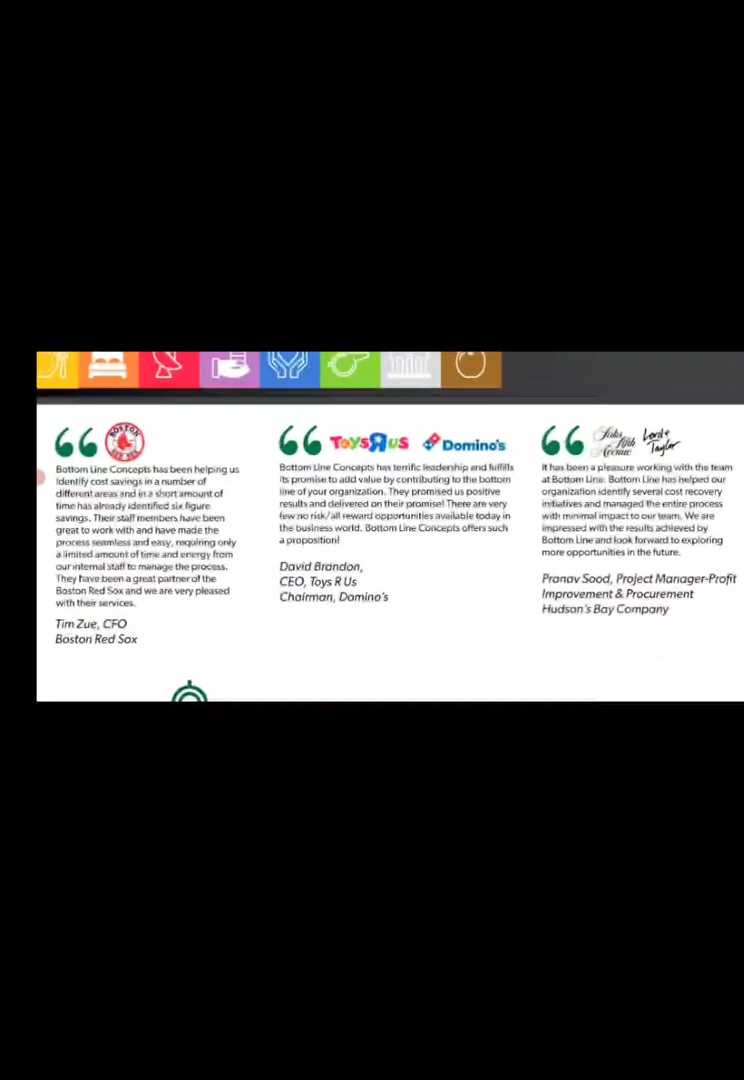 BOSTON
RED SOX
Bottom Line Concepts has been helping us
identify cost savings in a number of
different areas and in a short amount of
time has already identified six figure
savings. Their staff members have been
great to work with and have made the
process seamless and easy, requiring only
a limited amount of time and energy from
our internal staff to manage the process.
They have been a great partner of the
Boston Red Sox and we are very pleased
with their services.
Tim Zue, CFO
Boston Red Sox
ToysRUs Domino's
Bottom Line Concepts has terrific leadership and fulfills
its promise to add value by contributing to the bottom
line of your organization. They promised us positive
results and delivered on their promise! There are very
few no risk/all reward opportunities available today in
the business world. Bottom Line Concepts offers such
a proposition!
David Brandon,
CEO, Toys R Us
Chairman, Domino's
Saks
Fifth
Avenue
Lord &
Taylor
It has been a pleasure working with the team
at Bottom Line. Bottom Line has helped our
organization identify several cost recovery
initiatives and managed the entire process
with minimal impact to our team. We are
impressed with the results achieved by
Bottom Line and look forward to exploring
more opportunities in the future.
Pranav Sood, Project Manager-Profit
Improvement & Procurement
Hudson's Bay Company